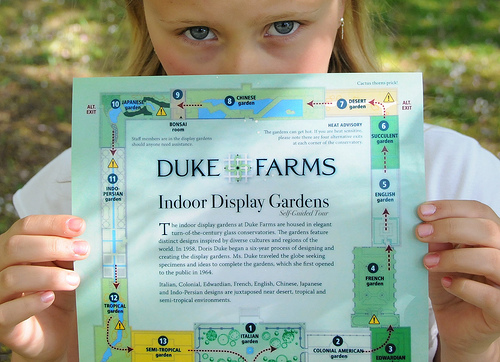 Cactus thorns prick!
9
BONSAI
room
8 CHINESE
garden
7 DESERT
garden
ALT.
EXIT
10 JAPANESE
garden
ALT.
EXIT
Staff members are in the display gardens
should anyone need assistance.
HEAT ADVISORY
The gardens can get hot. If you are heat sensitive,
please note there are four alternative exits
at each corner of the conservatory.
6
SUCCULENT
garden
DUKE FARMS
11
INDO-
PERSIAN
garden
Indoor Display Gardens
Self-Guided Tour
5
ENGLISH
garden
The indoor display gardens at Duke Farms are housed in elegant
turn-of-the-century glass conservatories. The gardens feature
distinct designs inspired by diverse cultures and regions of the
world. In 1958, Doris Duke began a six-year process of designing and
creating the display gardens. Ms. Duke traveled the globe seeking
specimens and ideas to complete the gardens, which she first opened
to the public in 1964.
4
FRENCH
garden
Italian, Colonial, Edwardian, French, English, Chinese, Japanese
and Indo-Persian designs are juxtaposed near desert, tropical and
semi-tropical environments.
12
TROPICAL
garden
13
SEMI-TROPICAL
garden
1
ITALIAN
garden
2
COLONIAL AMERICAN
garden
3
EDWARDIAN